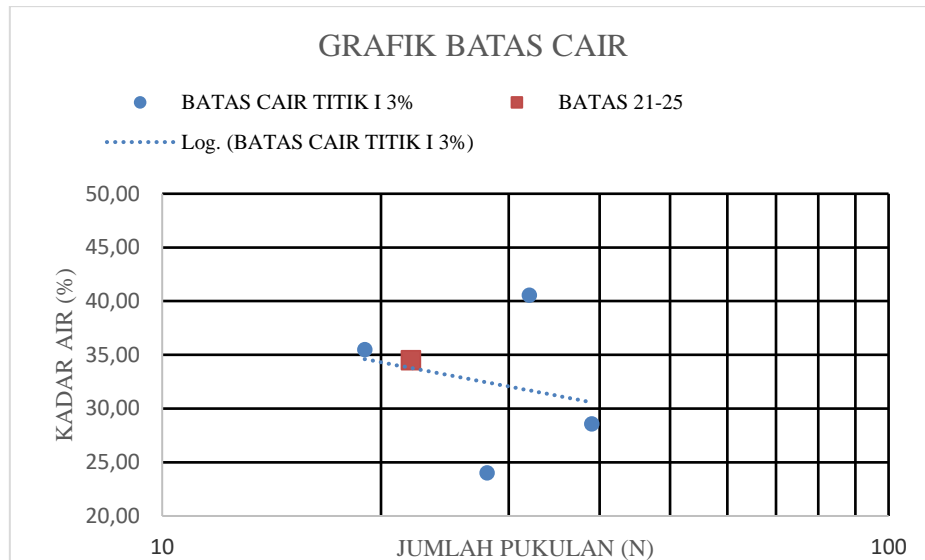 GRAFIK BATAS CAIR
BATAS CAIR TITIK I 3%
BATAS 21-25
Log. (BATAS CAIR TITIK I 3%)
KADAR AIR (%)
50,00
45,00
40,00
35,00
30,00
25,00
20,00
10
100
JUMLAH PUKULAN (N)